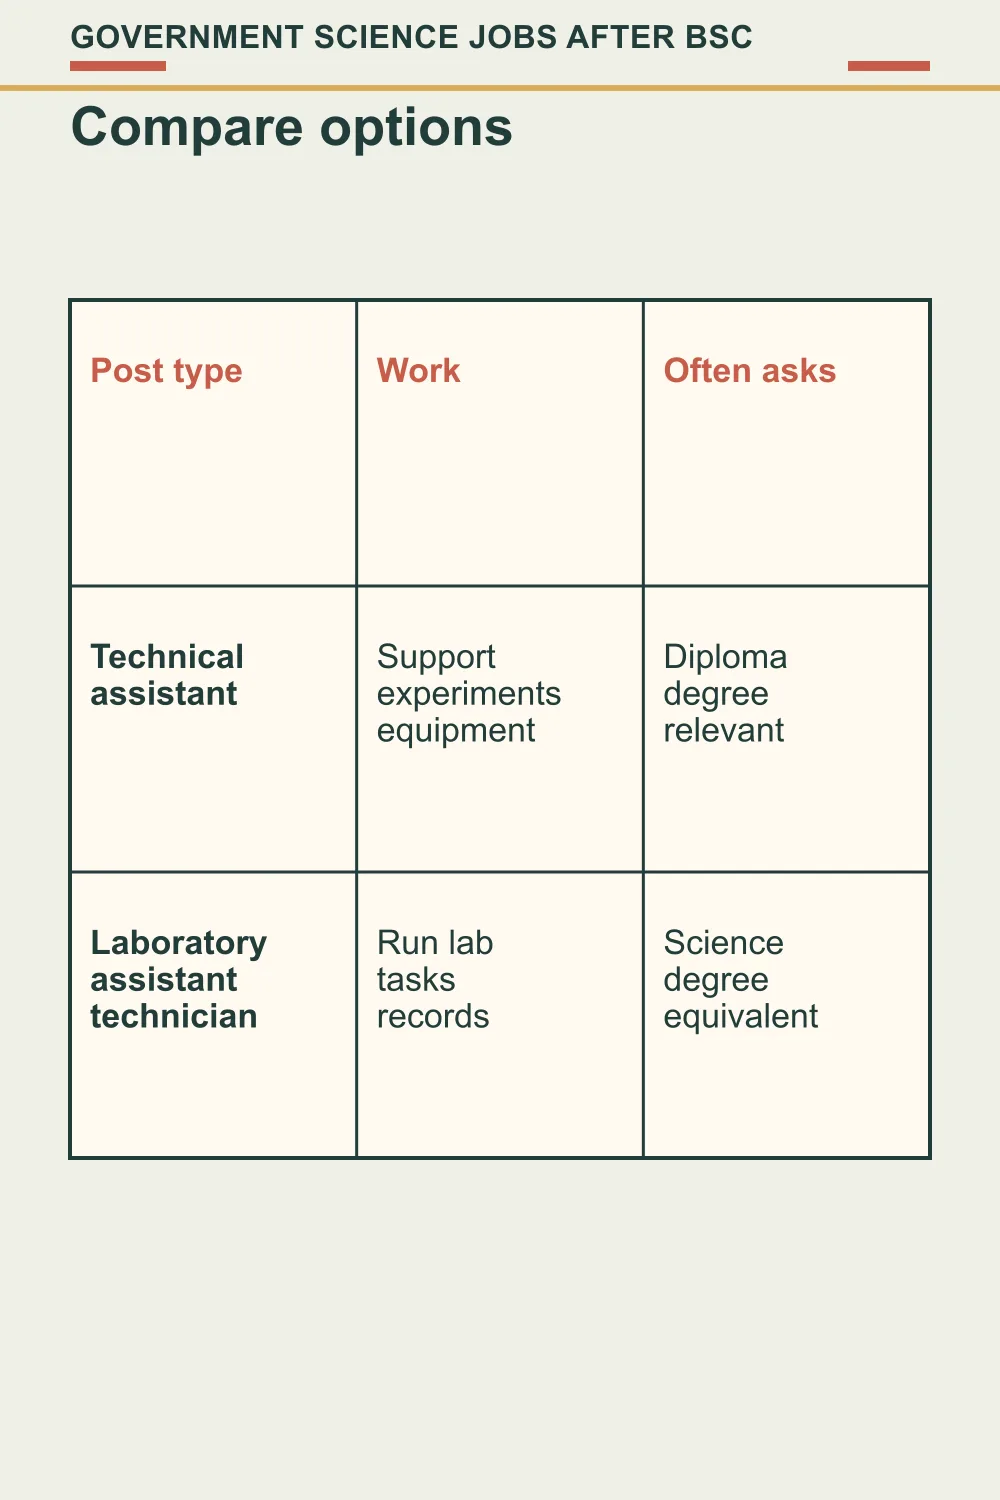 GOVERNMENT SCIENCE JOBS AFTER BSC
Compare options
Post type
Work
Often asks
Technical
assistant
Support
experiments
equipment
Diploma
degree
relevant
Laboratory
assistant
technician
Run lab
tasks
records
Science
degree
equivalent